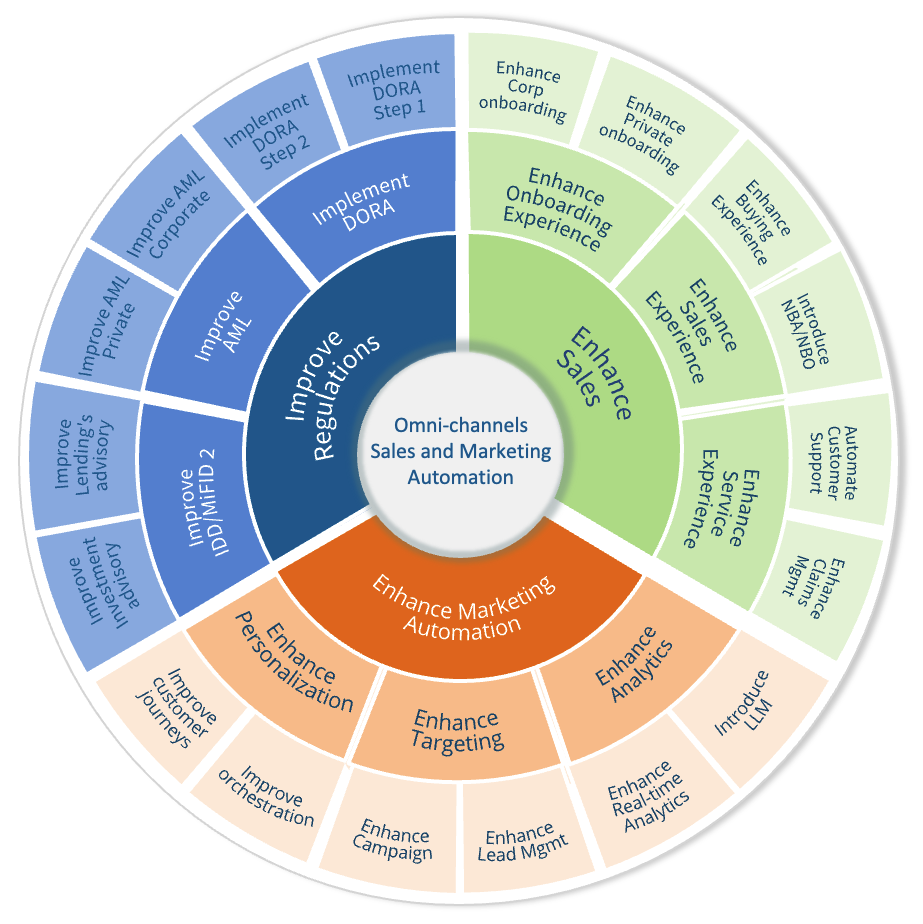 Omni-channels
Sales and Marketing
Automation
Enhance
Sales
Enhance
Onboarding
Experience
Enhance
Corp
onboarding
Enhance
Private
onboarding
Enhance
Sales
Experience
Enhance
Buying
Experience
Introduce
NBA/NBO
Enhance
Service
Experience
Automate
Customer
Support
Enhance
Claims
Mgmt
Enhance Marketing
Automation
Enhance
Analytics
Introduce
LLM
Enhance
Real-time
Analytics
Enhance
Targeting
Enhance
Lead Mgmt
Enhance
Campaign
Enhance
Personalization
Improve
orchestration
Improve
customer
journeys
Improve
Regulations
Improve
IDD/MiFID 2
Improve
Investment
advisory
Improve
Lending's
advisory
Improve
AML
Improve AML
Private
Improve AML
Corporate
Implement
DORA
Implement
DORA
Step 2
Implement
DORA
Step 1